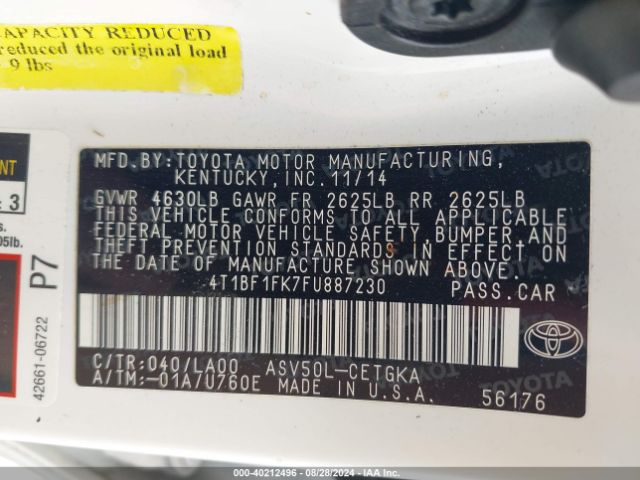 CAPACITY REDUCED
reduced the original load
9 lbs
MFD.BY:TOYOTA MOTOR MANUFACTURING,
KENTUCKY,INC.11/14
GVWR 4630LB GAWR FR 2625LB RR 2625LB
THIS VEHICLE CONFORMS TO ALL APPLICABLE
FEDERAL MOTOR VEHICLE SAFETY,BUMPER,AND
THEFT PREVENTION STANDARDS IN EFFECT ON
THE DATE OF MANUFACTURE SHOWN ABOVE.
4T1BF1FK7FU887230 PASS.CAR
C/TR:040/LA00 ASV50L-CETGKA
A/TM:-01A/U760E MADE IN U.S.A.
56176
TOYOTA
3
05lb.
P7
42661-06722
000-40212496 - 08/28/2024 - IAA Inc.